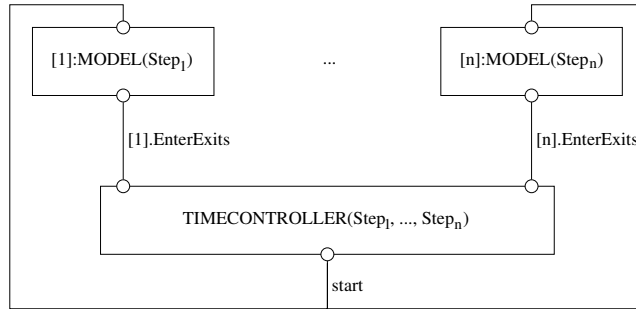 [1]:MODEL(Step1)
...
[n]:MODEL(Stepn)
[1].EnterExits
[n].EnterExits
TIMECONTROLLER(Step1, ..., Stepn)
start